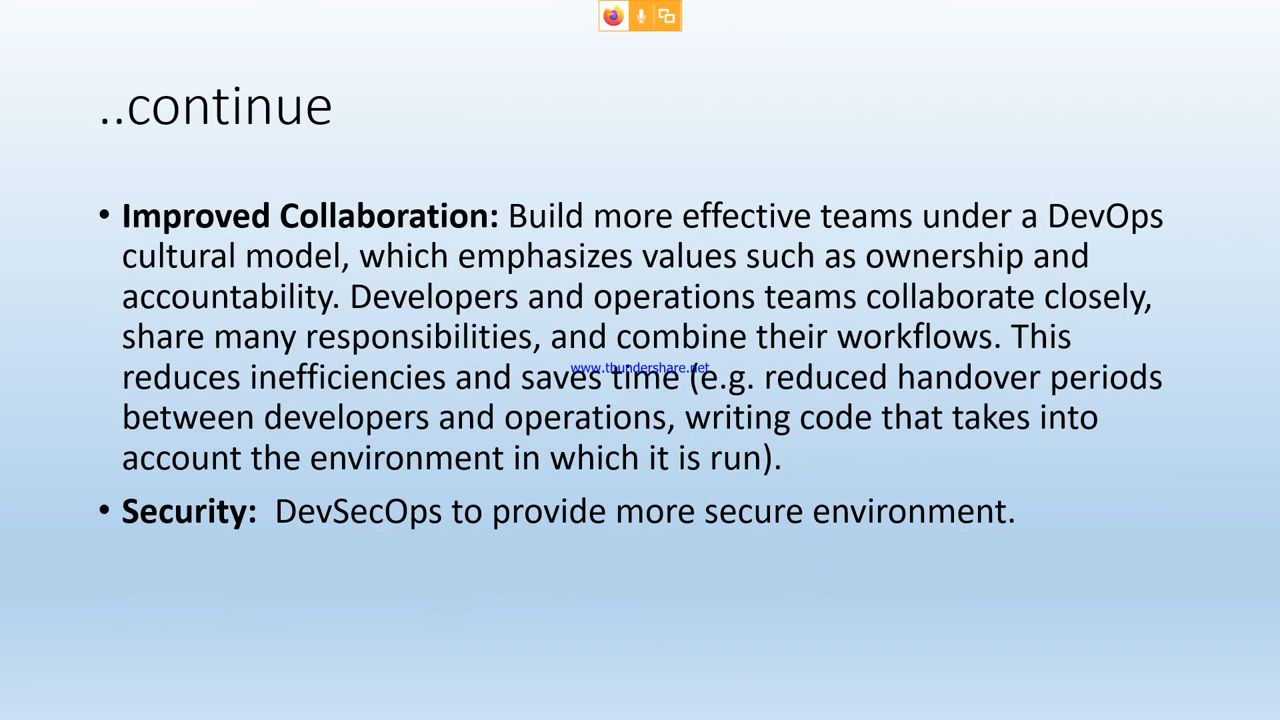 ..continue
• Improved Collaboration: Build more effective teams under a DevOps
cultural model, which emphasizes values such as ownership and
accountability. Developers and operations teams collaborate closely,
share many responsibilities, and combine their workflows. This
www.thundershare.net
reduces inefficiencies and saves time (e.g. reduced handover periods
between developers and operations, writing code that takes into
account the environment in which it is run).
• Security:  DevSecOps to provide more secure environment.